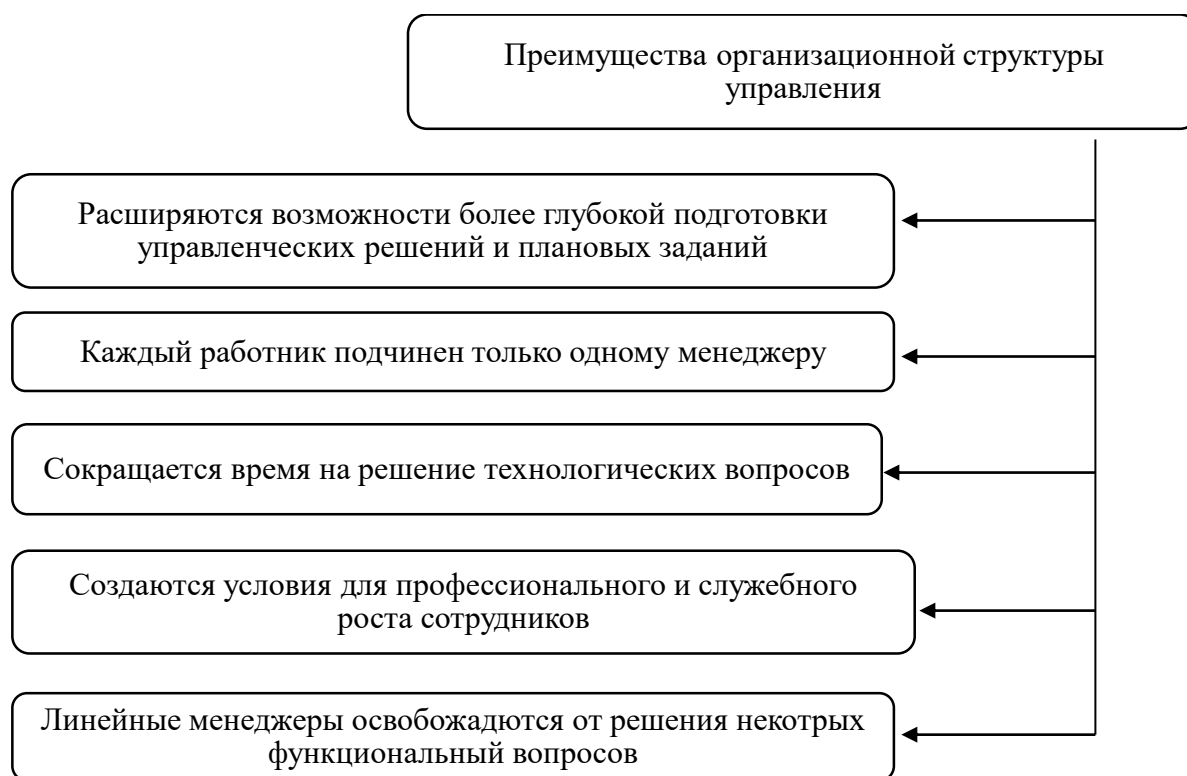 Преимущества организационной структуры
управления
Расширяются возможности более глубокой подготовки
управленческих решений и плановых заданий
Каждый работник подчинен только одному менеджеру
Сокращается время на решение технологических вопросов
Создаются условия для профессионального и служебного
роста сотрудников
Линейные менеджеры освобожадются от решения некотрых
функциональный вопросов